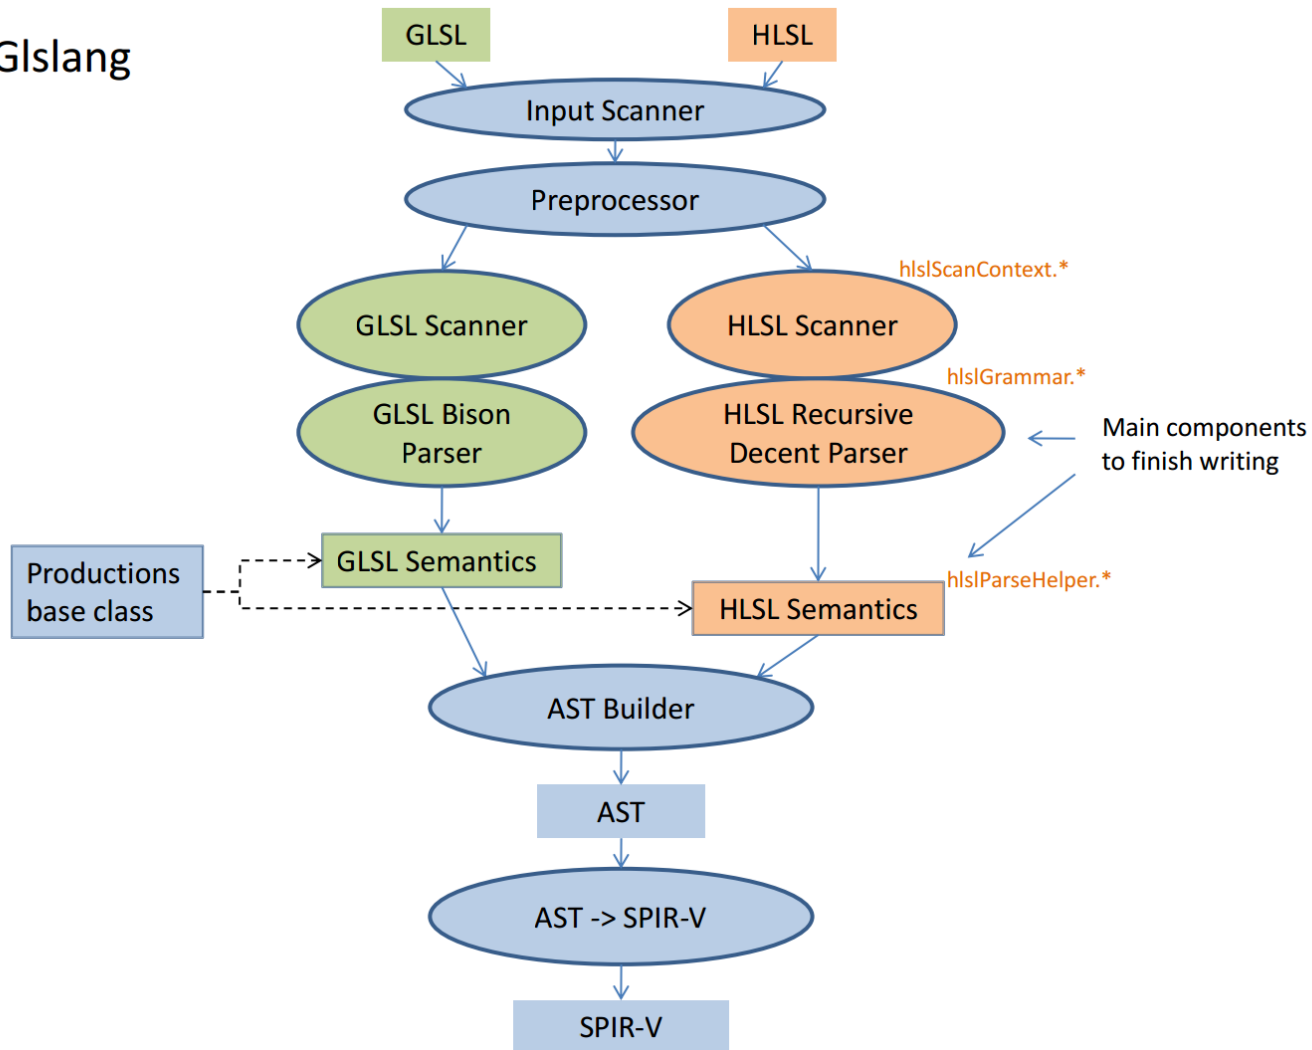 Glslang
GLSL
HLSL
Input Scanner
Preprocessor
hlslScanContext.*
GLSL Scanner
HLSL Scanner
hlslGrammar.*
GLSL Bison
Parser
HLSL Recursive
Decent Parser
Main components
to finish writing
Productions
base class
GLSL Semantics
hlslParseHelper.*
HLSL Semantics
AST Builder
AST
AST -> SPIR-V
SPIR-V